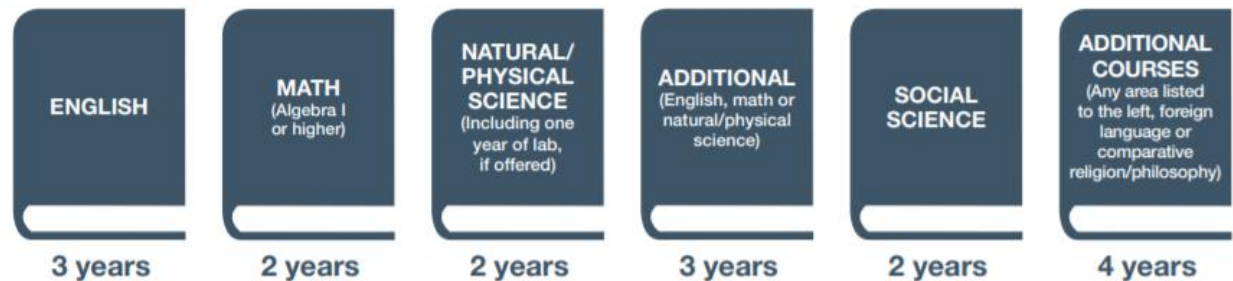 ENGLISH
3 years
MATH
(Algebra I
or higher)
2 years
NATURAL/
PHYSICAL
SCIENCE
(Including one
year of lab,
if offered)
2 years
ADDITIONAL
(English, math or
natural/physical
science)
3 years
SOCIAL
SCIENCE
2 years
ADDITIONAL
COURSES
(Any area listed
to the left, foreign
language or
comparative
religion/philosophy)
4 years